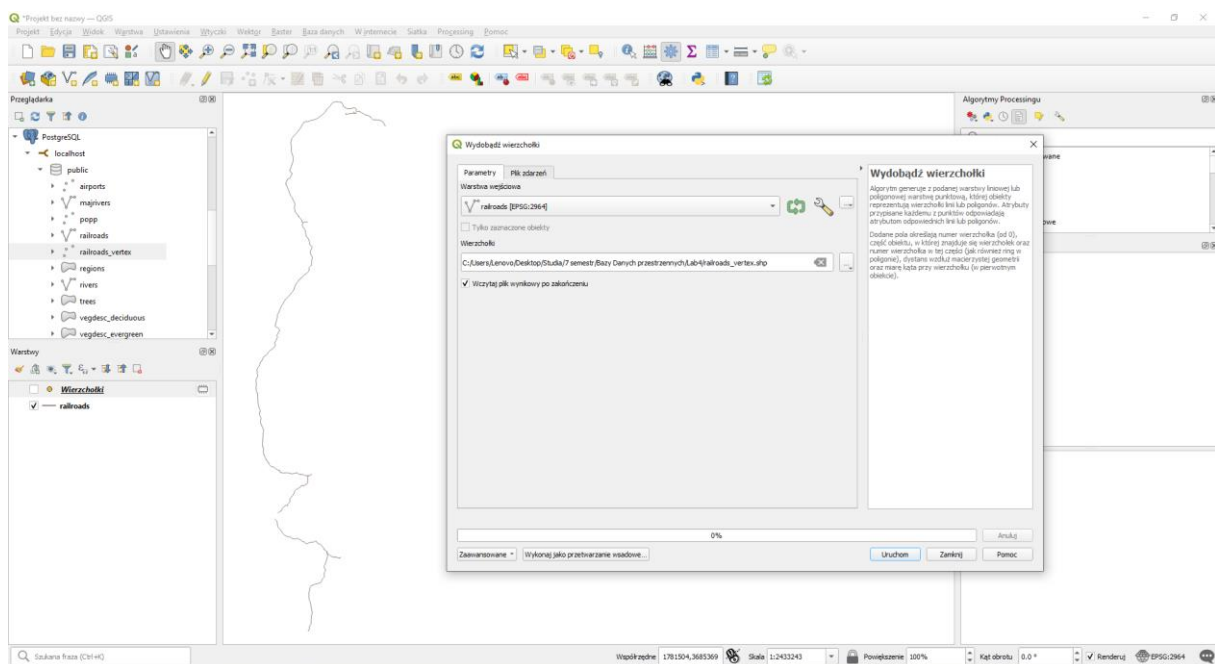 *Projekt bez nazwy — QGIS
Projekt Edycja Widok Warstwa Ustawienia Wtyczki Wektor Raster Baza danych W internecie Siatka Processing Pomoc
Przeglądarka
PostgreSQL
localhost
public
airports
majrivers
popp
railroads
railroads_vertex
regions
rivers
trees
vegdesc_deciduous
vegdesc_evergreen
Warstwy
Wierzchołki
railroads
Wydobądź wierzchołki
Parametry Plik zdarzeń
Warstwa wejściowa
railroads [EPSG:2964]
Tylko zaznaczone obiekty
Wierzchołki
C:/Users/Lenovo/Desktop/Studia/7 semestr/Bazy Danych przestrzennych/Lab4/railroads_vertex.shp
Wczytaj plik wynikowy po zakończeniu
Wydobądź wierzchołki
Algorytm generuje z podanej warstwy liniowej lub
poligonowej warstwę punktową, której obiekty
reprezentują wierzchołki linii lub poligonów. Atrybuty
przypisane każdemu z punktów odpowiadają
atrybutom odpowiednich linii lub poligonów.
Dodane pola określają numer wierzchołka (od 0),
część obiektu, w której znajduje się wierzchołek oraz
numer wierzchołka w tej części (jak również ring w
poligonie), dystans wzdłuż macierzystej geometrii
oraz miarę kąta przy wierzchołku (w pierwotnym
obiekcie).
0%
Anuluj
Zaawansowane Wykonaj jako przetwarzanie wsadowe...
Uruchom Zamknij Pomoc
Algorytmy Processingu
wane
owe
Szukana fraza (Ctrl+K)
Współrzędne 1781504,3685369 Skala 1:2433243 Powiększenie 100% Kąt obrotu 0.0 ° Renderuj EPSG:2964